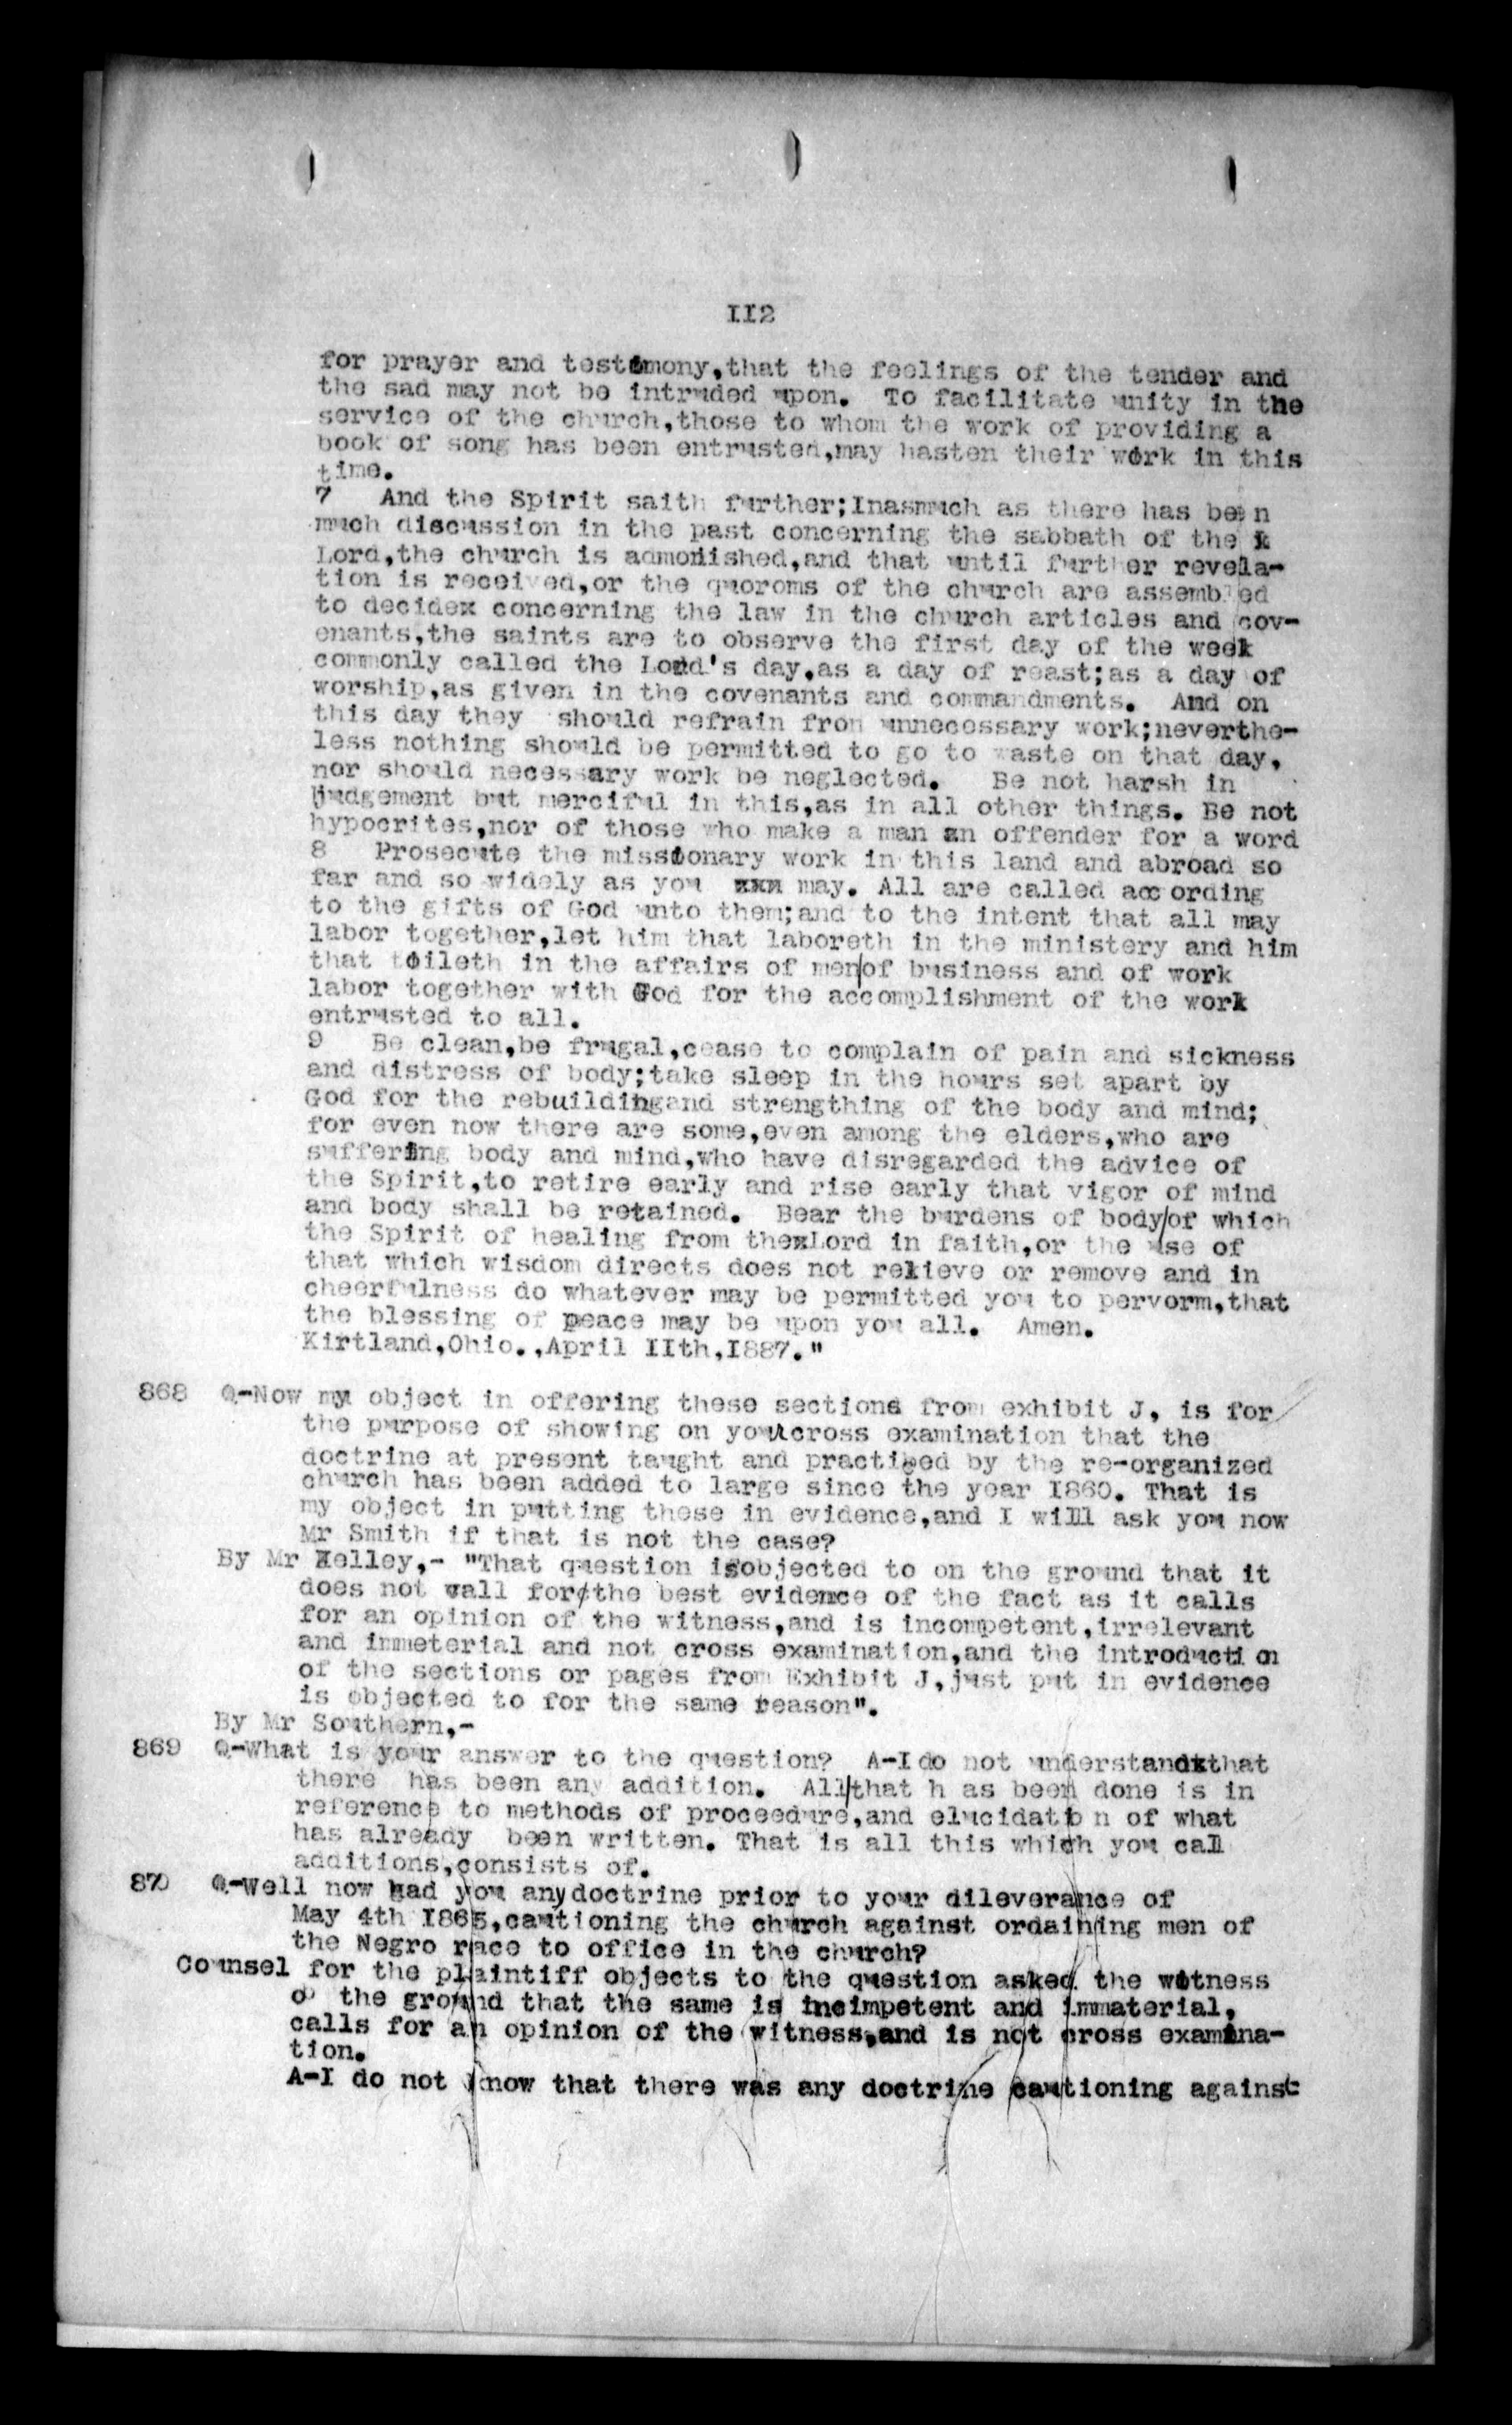 II2
for prayer and testimony,that the feelings of the tender and
the sad may not be intruded upon. To facilitate unity in the
service of the church,those to whom the work of providing a
book of song has been entrusted,may hasten their work in this
time.
7 And the Spirit saith further;Inasmuch as there has been
much discussion in the past concerning the sabbath of the x
Lord,the church is admonished,and that until further revela-
tion is received,or the quoroms of the church are assembled
to decidex concerning the law in the church articles and cov-
enants,the saints are to observe the first day of the week
commonly called the Lord's day,as a day of reast;as a day of
worship,as given in the covenants and commandments. And on
this day they should refrain from unnecessary work;neverthe-
less nothing should be permitted to go to waste on that day,
nor should necessary work be neglected. Be not harsh in
judgement but merciful in this,as in all other things. Be not
hypocrites,nor of those who make a man an offender for a word
8 Prosecute the missionary work in this land and abroad so
far and so widely as you xxx may. All are called according
to the gifts of God unto them;and to the intent that all may
labor together,let him that laboreth in the ministery and him
that toileth in the affairs of men/of business and of work
labor together with God for the accomplishment of the work
entrusted to all.
9 Be clean,be frugal,cease to complain of pain and sickness
and distress of body;take sleep in the hours set apart by
God for the rebuildingand strengthing of the body and mind;
for even now there are some,even among the elders,who are
suffering body and mind,who have disregarded the advice of
the Spirit,to retire early and rise early that vigor of mind
and body shall be retained. Bear the burdens of body/of which
the Spirit of healing from thexLord in faith,or the use of
that which wisdom directs does not relieve or remove and in
cheerfulness do whatever may be permitted you to pervorm,that
the blessing of peace may be upon you all. Amen.
Kirtland,Ohio.,April IIth,I887."
868 Q-Now my object in offering these sections from exhibit J, is for
the purpose of showing on your cross examination that the
doctrine at present taught and practised by the re-organized
church has been added to large since the year I860. That is
my object in putting these in evidence,and I will ask you now
Mr Smith if that is not the case?
By Mr Kelley,- "That question isobjected to on the ground that it
does not call for/the best evidence of the fact as it calls
for an opinion of the witness,and is incompetent,irrelevant
and immeterial and not cross examination,and the introduction
of the sections or pages from Exhibit J,just put in evidence
is objected to for the same reason".
By Mr Southern,-
869 Q-What is your answer to the question? A-I do not understandxthat
there has been any addition. All/that h as been done is in
reference to methods of proceedure,and elucidatio n of what
has already been written. That is all this which you call
additions,consists of.
870 Q-Well now had you any doctrine prior to your dileverance of
May 4th I865,cautioning the church against ordaining men of
the Negro race to office in the church?
Counsel for the plaintiff objects to the question asked the witness
o the ground that the same is incimpetent and immaterial,
calls for an opinion of the witness,and is not cross examina-
tion.
A-I do not know that there was any doctrine cautioning against